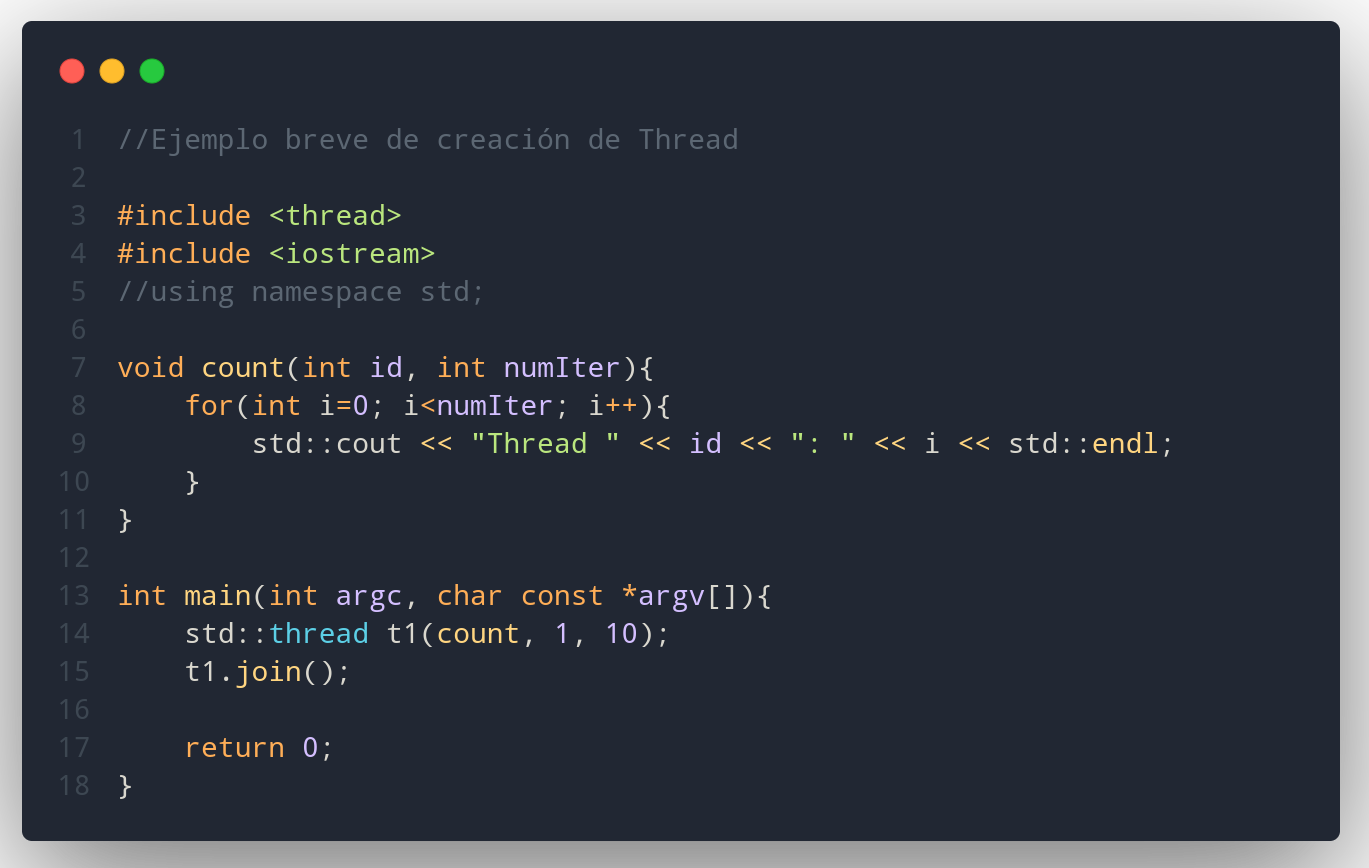 1 //Ejemplo breve de creación de Thread
2
3 #include <thread>
4 #include <iostream>
5 //using namespace std;
6
7 void count(int id, int numIter){
8     for(int i=0; i<numIter; i++){
9         std::cout << "Thread " << id << ": " << i << std::endl;
10     }
11 }
12
13 int main(int argc, char const *argv[]){
14     std::thread t1(count, 1, 10);
15     t1.join();
16
17     return 0;
18 }